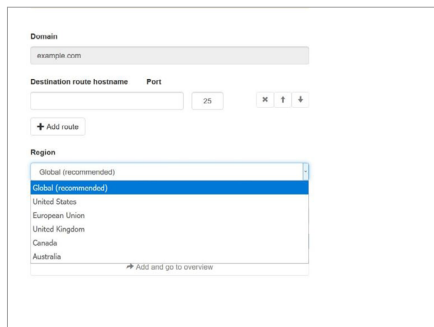 Domain
example.com
Destination route hostname Port
25
Add route
Region
Global (recommended)
Global (recommended)
United States
European Union
United Kingdom
Canada
Australia
Add and go to overview